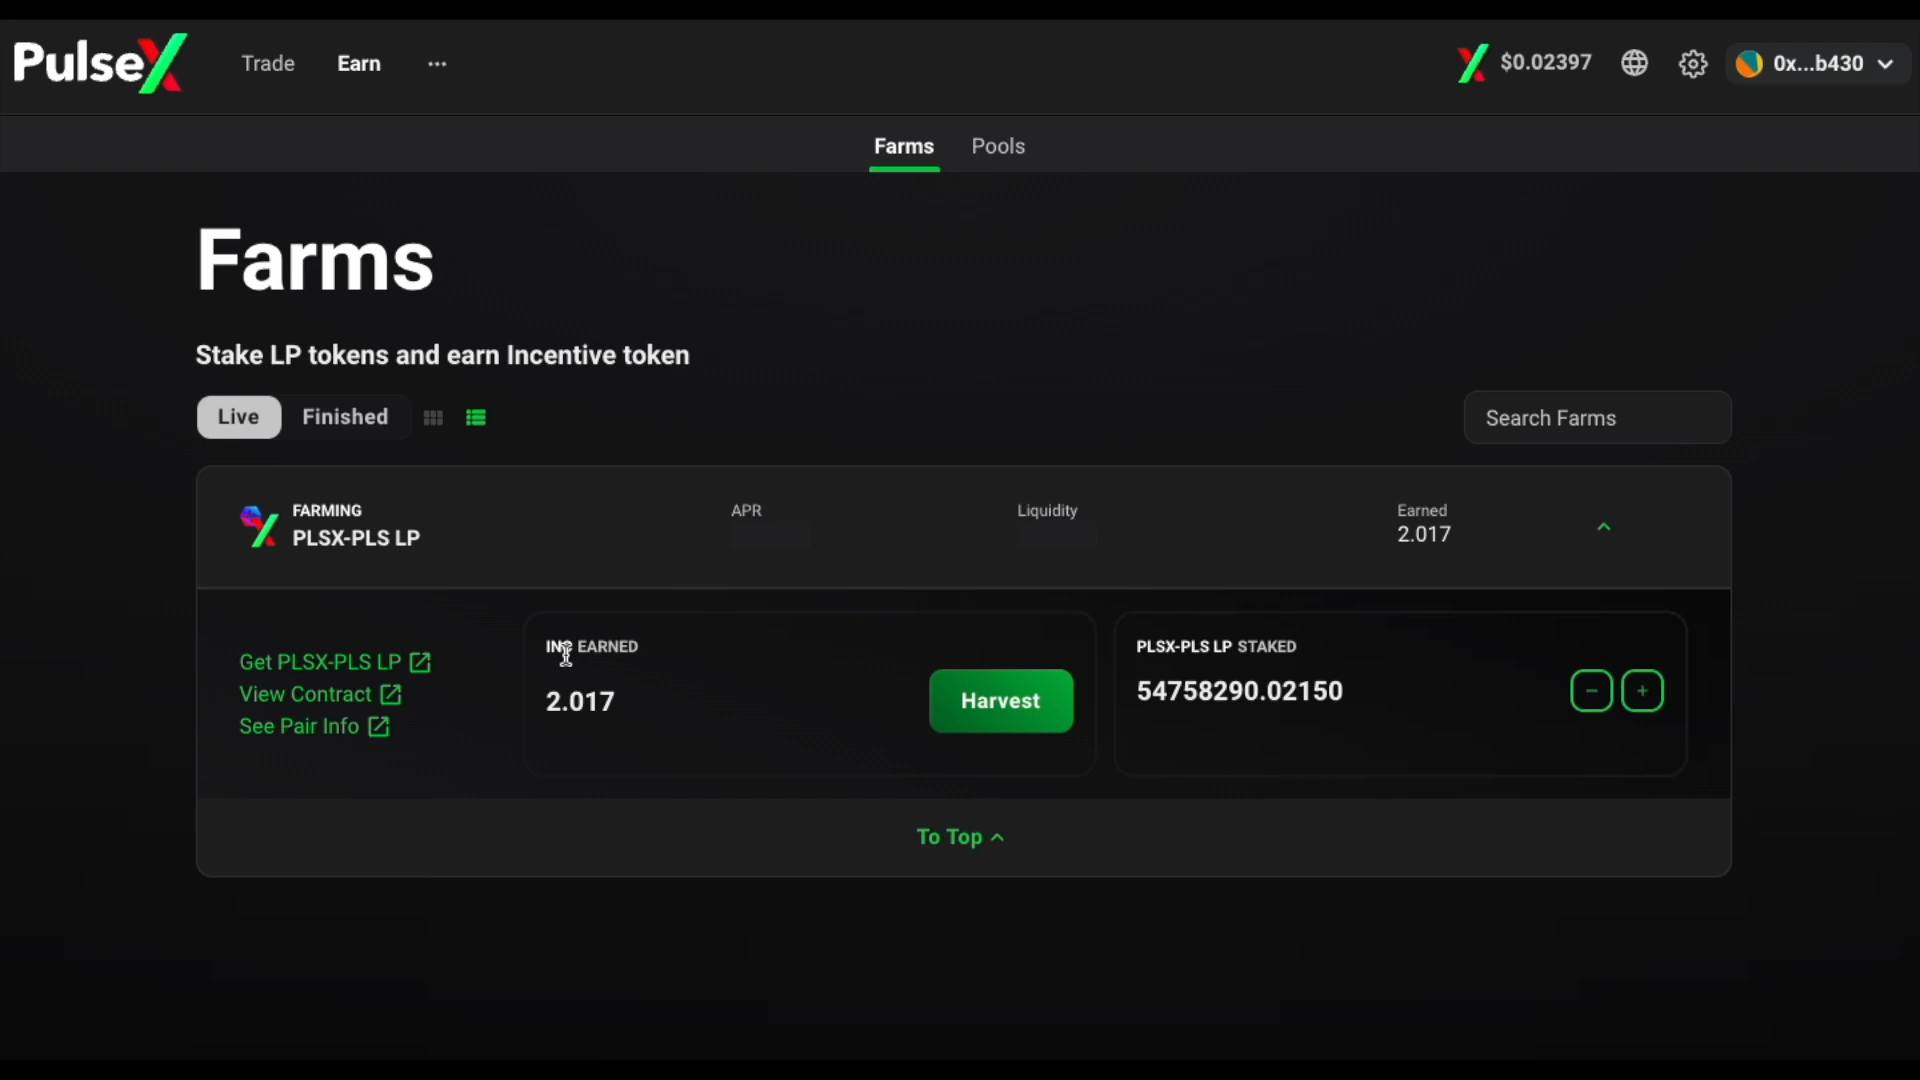 PulseX
Trade
Earn
$0.02397
0x...b430
Farms
Pools
Farms
Stake LP tokens and earn Incentive token
Live
Finished
Search Farms
FARMING
PLSX-PLS LP
APR
Liquidity
Earned
2.017
Get PLSX-PLS LP
View Contract
See Pair Info
EARNED
2.017
Harvest
PLSX-PLS LP STAKED
54758290.02150
To Top